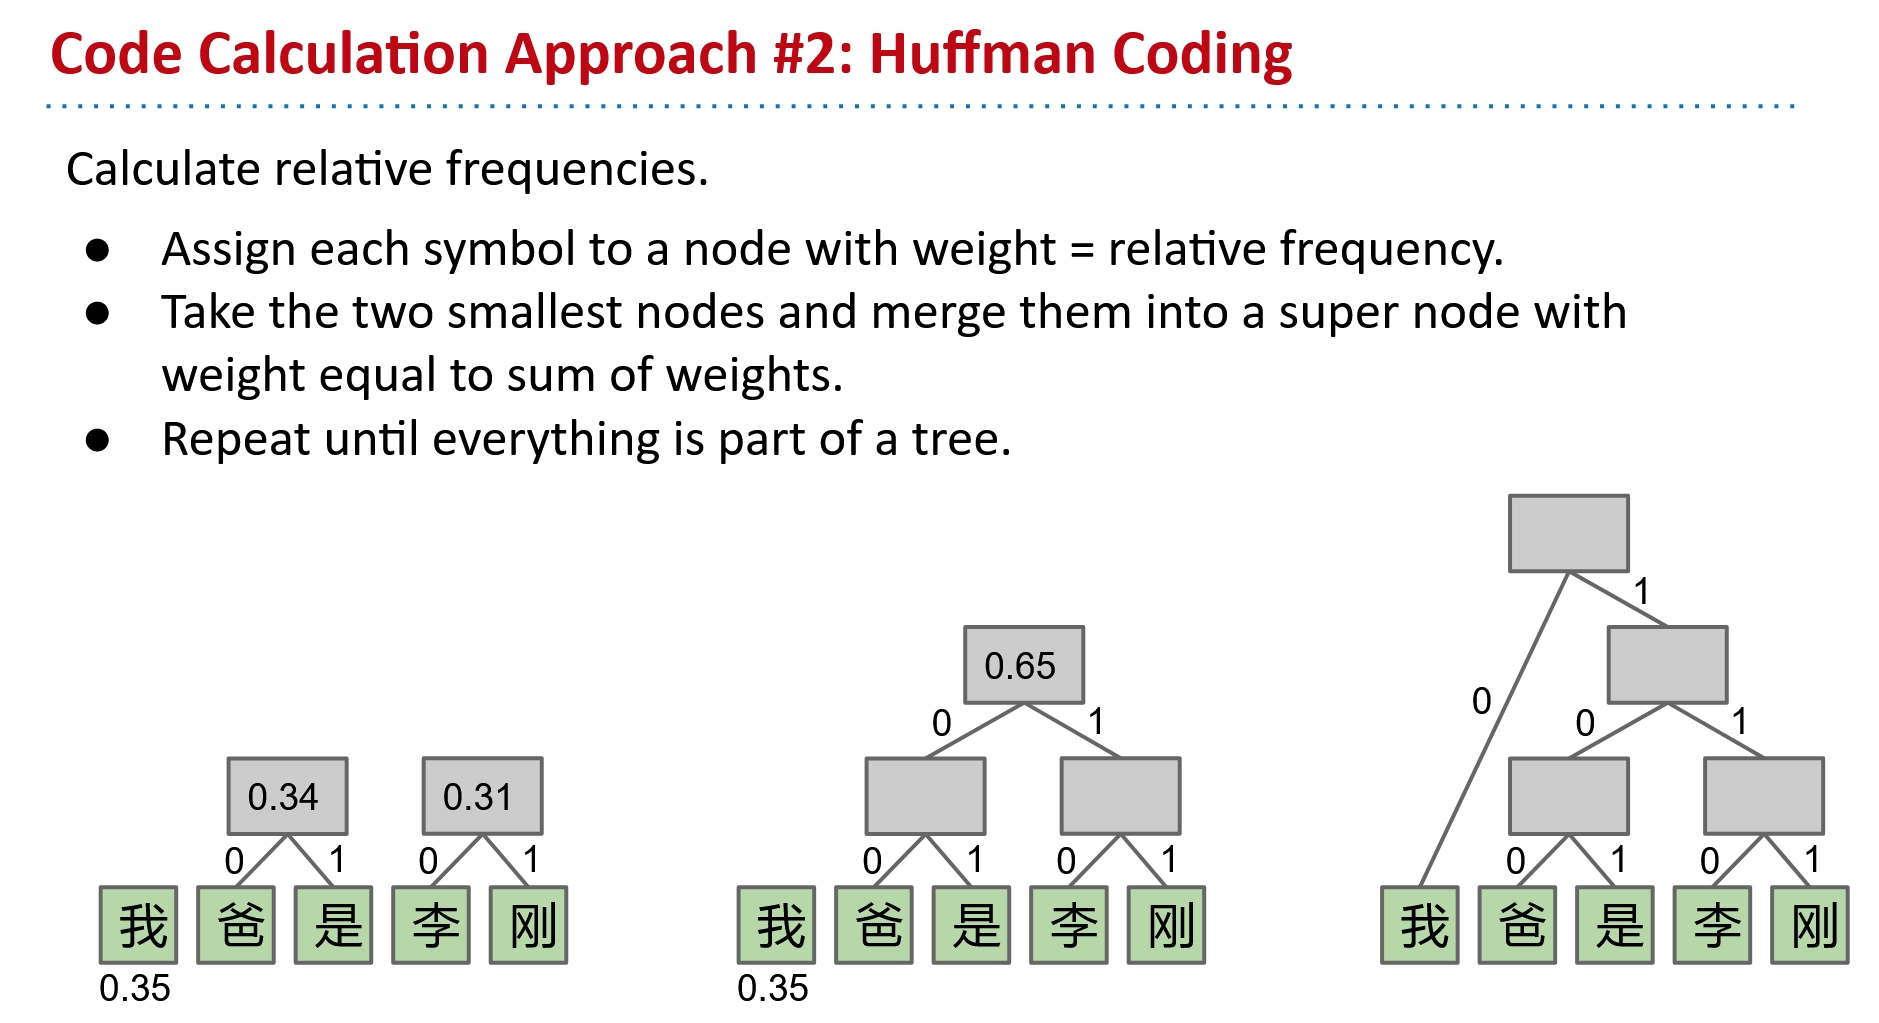 Code Calculation Approach #2: Huffman Coding
Calculate relative frequencies.
● Assign each symbol to a node with weight = relative frequency.
● Take the two smallest nodes and merge them into a super node with
weight equal to sum of weights.
● Repeat until everything is part of a tree.
0.34 0.31
0 1 0 1
我 爸 是 李 刚
0.35
0.65
0 1
0 1 0 1
我 爸 是 李 刚
0.35
1
0
0 1
0 1 0 1
我 爸 是 李 刚